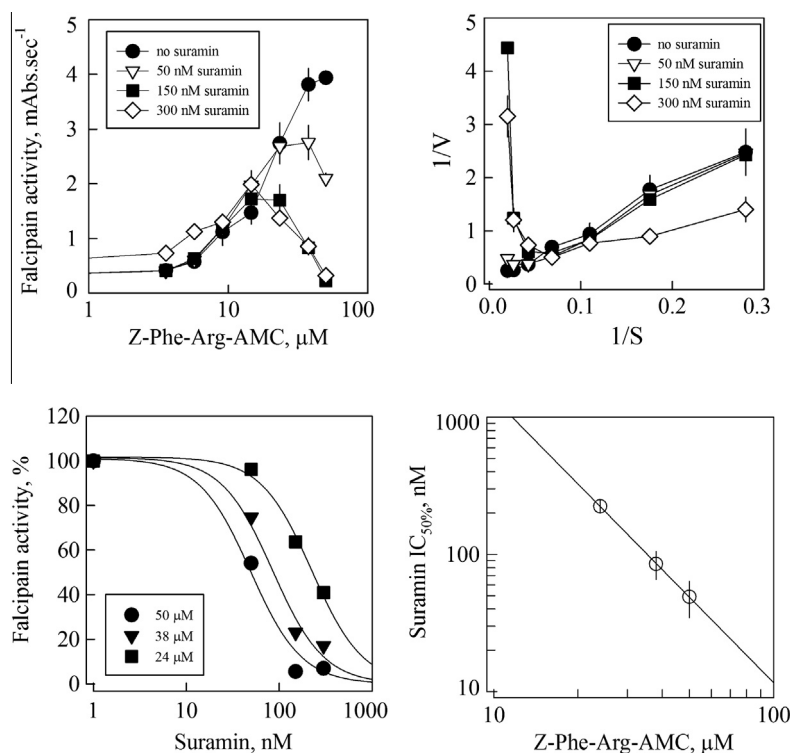 Falcipain activity, mAbs.sec-1
5
4
3
2
1
0
no suramin
50 nM suramin
150 nM suramin
300 nM suramin
1
10
100
Z-Phe-Arg-AMC, μM
1/V
5
4
3
2
1
0
no suramin
50 nM suramin
150 nM suramin
300 nM suramin
0.0
0.1
0.2
0.3
1/S
Falcipain activity, %
120
100
80
60
40
20
0
50 μM
38 μM
24 μM
1
10
100
1000
Suramin, nM
Suramin IC50%, nM
1000
100
10
10
100
Z-Phe-Arg-AMC, μM